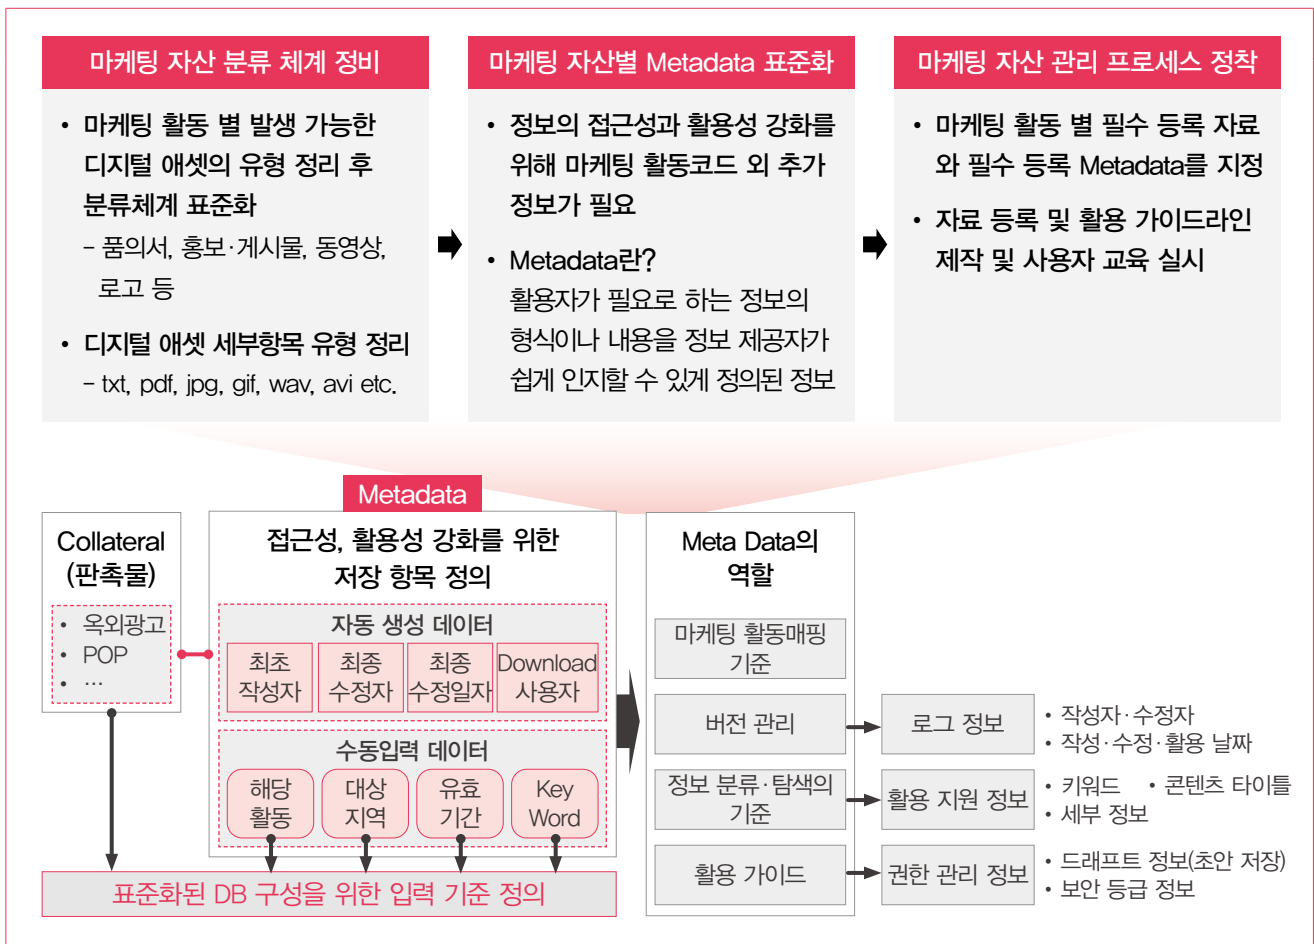 마케팅 자산 분류 체계 정비
• 마케팅 활동 별 발생 가능한
디지털 애셋의 유형 정리 후
분류체계 표준화
– 품의서, 홍보·게시물, 동영상,
로고 등
• 디지털 애셋 세부항목 유형 정리
– txt, pdf, jpg, gif, wav, avi etc.
마케팅 자산별 Metadata 표준화
• 정보의 접근성과 활용성 강화를
위해 마케팅 활동코드 외 추가
정보가 필요
• Metadata란?
활용자가 필요로 하는 정보의
형식이나 내용을 정보 제공자가
쉽게 인지할 수 있게 정의된 정보
마케팅 자산 관리 프로세스 정착
• 마케팅 활동 별 필수 등록 자료
와 필수 등록 Metadata를 지정
• 자료 등록 및 활용 가이드라인
제작 및 사용자 교육 실시
Collateral
(판촉물)
• 옥외광고
• POP
• …
Metadata
접근성, 활용성 강화를 위한
저장 항목 정의
자동 생성 데이터
최초
작성자
최종
수정자
최종
수정일자
Download
사용자
수동입력 데이터
해당
활동
대상
지역
유효
기간
Key
Word
표준화된 DB 구성을 위한 입력 기준 정의
Meta Data의
역할
마케팅 활동매핑
기준
버전 관리
로그 정보
• 작성자·수정자
• 작성·수정·활용 날짜
정보 분류·탐색의
기준
활용 지원 정보
• 키워드 • 콘텐츠 타이틀
• 세부 정보
활용 가이드
권한 관리 정보
• 드래프트 정보(초안 저장)
• 보안 등급 정보